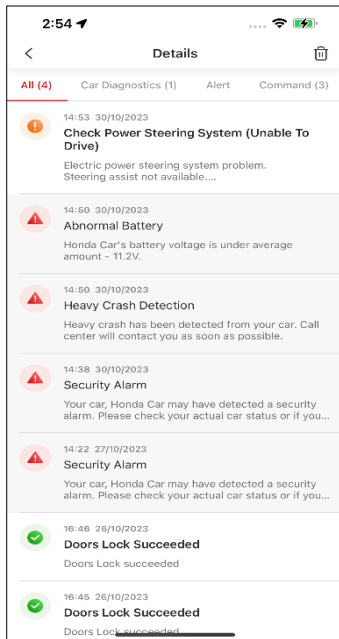 2:54
Details
All (4) Car Diagnostics (1) Alert Command (3)
14:53 30/10/2023
Check Power Steering System (Unable To
Drive)
Electric power steering system problem.
Steering assist not available....
14:50 30/10/2023
Abnormal Battery
Honda Car's battery voltage is under average
amount - 11.2V.
14:50 30/10/2023
Heavy Crash Detection
Heavy crash has been detected from your car. Call
center will contact you as soon as possible.
14:38 30/10/2023
Security Alarm
Your car, Honda Car may have detected a security
alarm. Please check your actual car status or if you...
14:22 27/10/2023
Security Alarm
Your car, Honda Car may have detected a security
alarm. Please check your actual car status or if you...
16:46 26/10/2023
Doors Lock Succeeded
Doors Lock succeeded
16:45 26/10/2023
Doors Lock Succeeded
Doors Lock succeeded